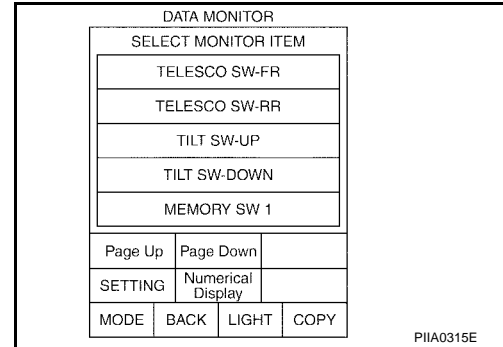 DATA MONITOR
SELECT MONITOR ITEM
TELESCO SW-FR
TELESCO SW-RR
TILT SW-UP
TILT SW-DOWN
MEMORY SW 1
Page Up Page Down
SETTING Numerical Display
MODE BACK LIGHT COPY
PIIA0315E